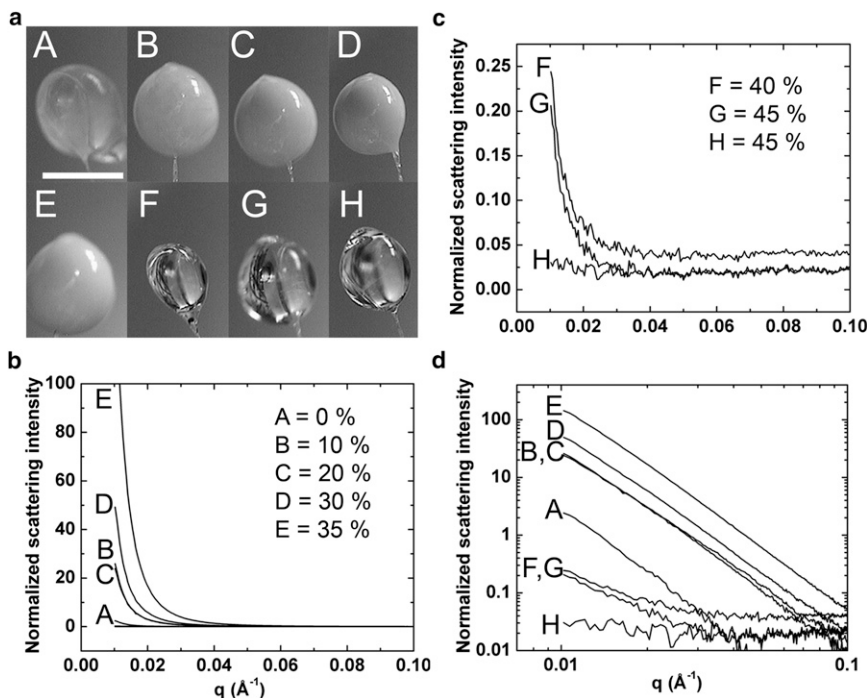 a
A
B
C
D
E
F
G
H
b
Normalized scattering intensity
100
80
60
40
20
0
E
D
B
C
A
A = 0 %
B = 10 %
C = 20 %
D = 30 %
E = 35 %
0.00 0.02 0.04 0.06 0.08 0.10
q (Å⁻¹)
c
Normalized scattering intensity
0.25
0.20
0.15
0.10
0.05
0.00
F
G
H
F = 40 %
G = 45 %
H = 45 %
0.00 0.02 0.04 0.06 0.08 0.10
d
Normalized scattering intensity
100
10
1
0.1
0.01
E
D
B,C
A
F,G
H
0.01 0.1
q (Å⁻¹)